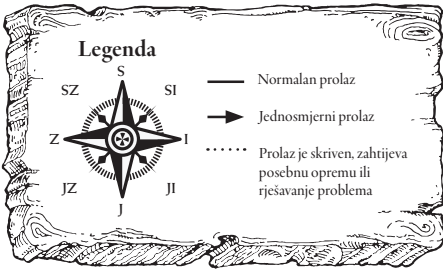 Legenda
S
SZ
SI
Z
I
JZ
JI
J
Normalan prolaz
Jednosmjerni prolaz
Prolaz je skriven, zahtijeva
posebnu opremu ili
rješavanje problema